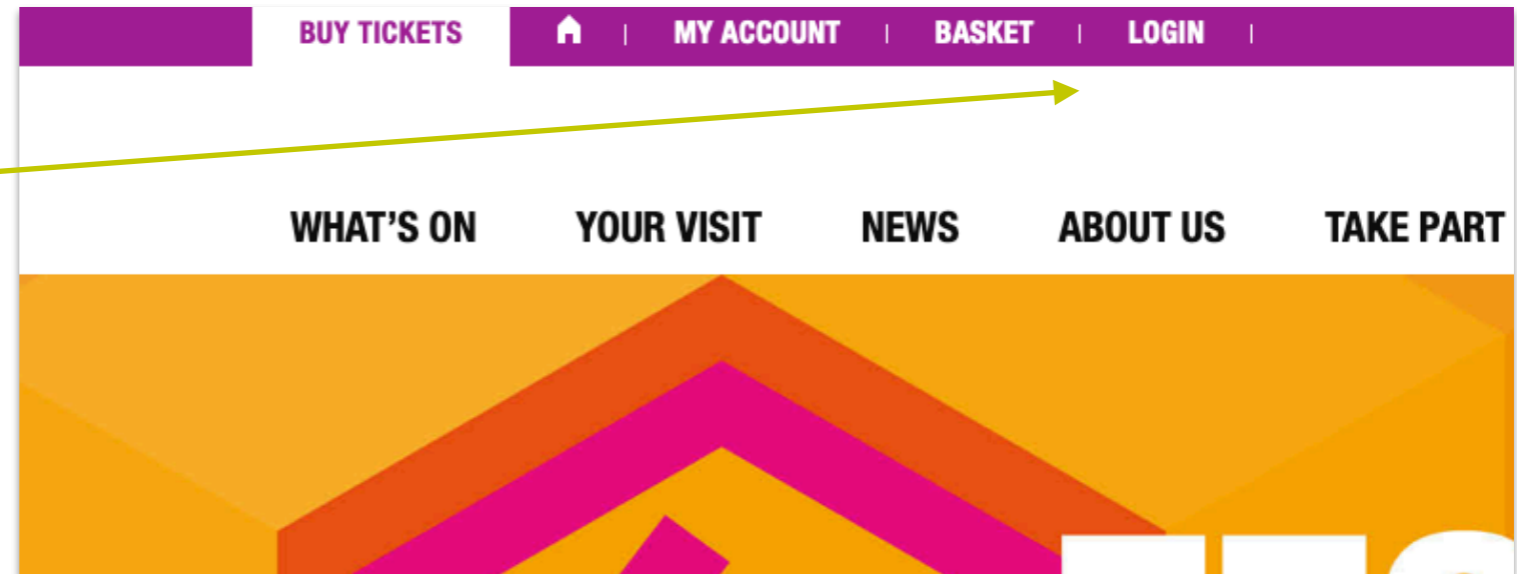 BUY TICKETS MY ACCOUNT | BASKET | LOGIN |
WHAT'S ON YOUR VISIT NEWS ABOUT US TAKE PART